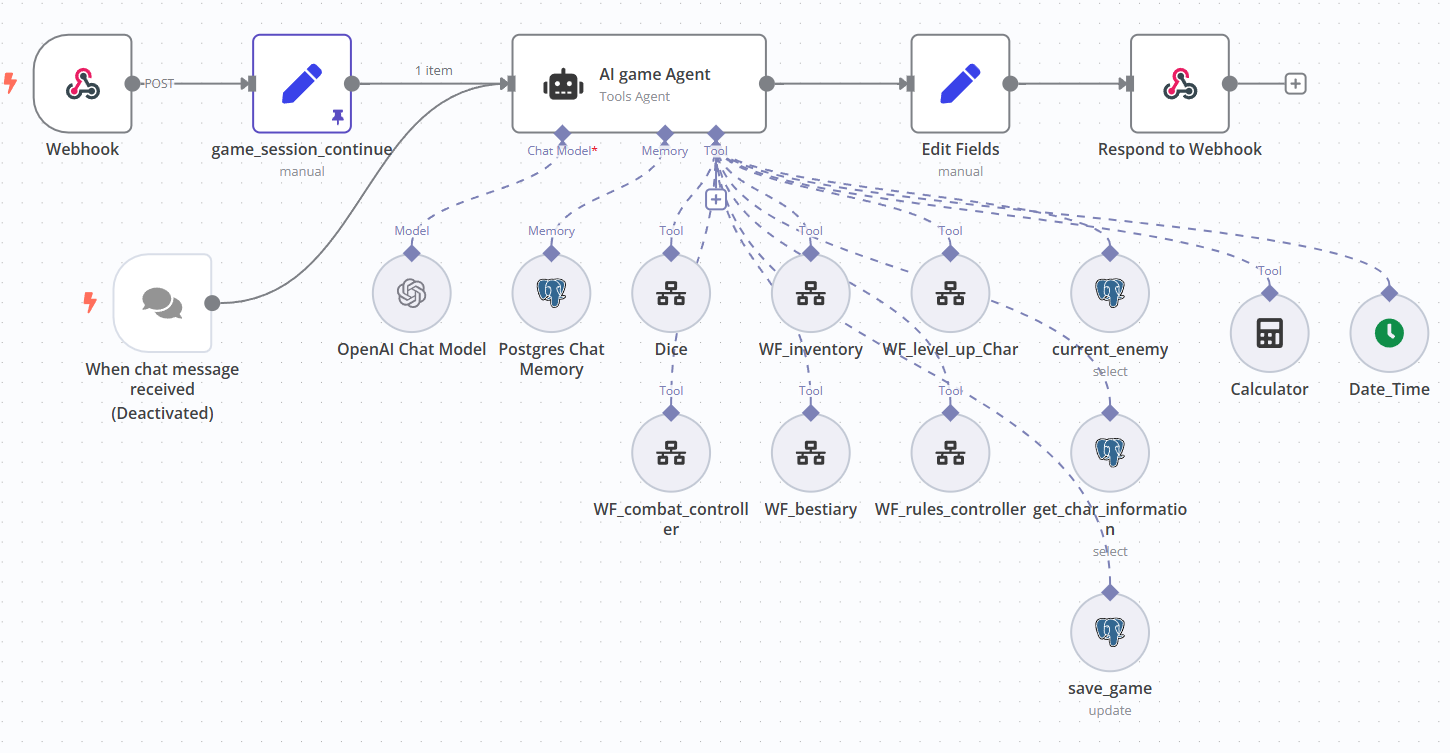 POST
1 item
AI game Agent
Tools Agent
Webhook
game_session_continue
manual
Chat Model*
Memory
Tool
Edit Fields
manual
Respond to Webhook
Model
Memory
Tool
Tool
Tool
Tool
OpenAI Chat Model
Postgres Chat
Memory
Dice
WF_inventory
WF_level_up_Char
current_enemy
select
Calculator
Date_Time
When chat message
received
(Deactivated)
Tool
Tool
Tool
WF_combat_controll
er
WF_bestiary
WF_rules_controller
get_char_informatio
n
select
save_game
update